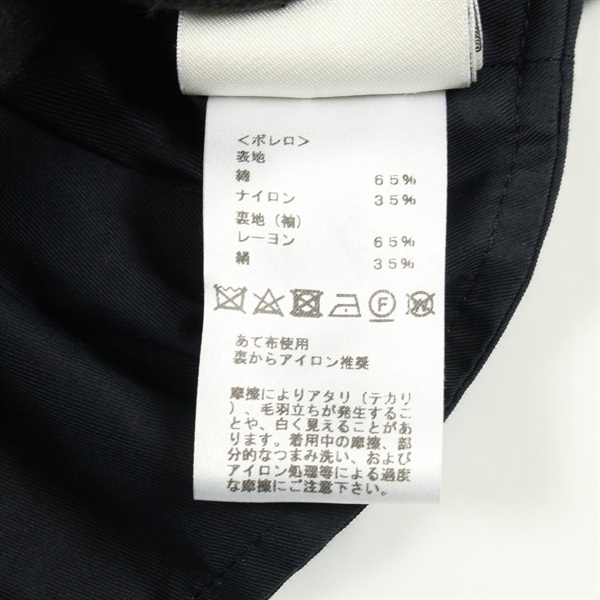 <ボレロ>
表地
綿 65%
ナイロン 35%
裏地(袖)
レーヨン 65%
絹 35%
F W
あて布使用
裏からアイロン推奨
摩擦によりアタリ(テカリ
)、毛羽立ちが発生するこ
とや、白く見えることがあ
ります。着用中の摩擦、部
分的なつまみ洗い、および
アイロン処理等による過度
な摩擦にご注意下さい。